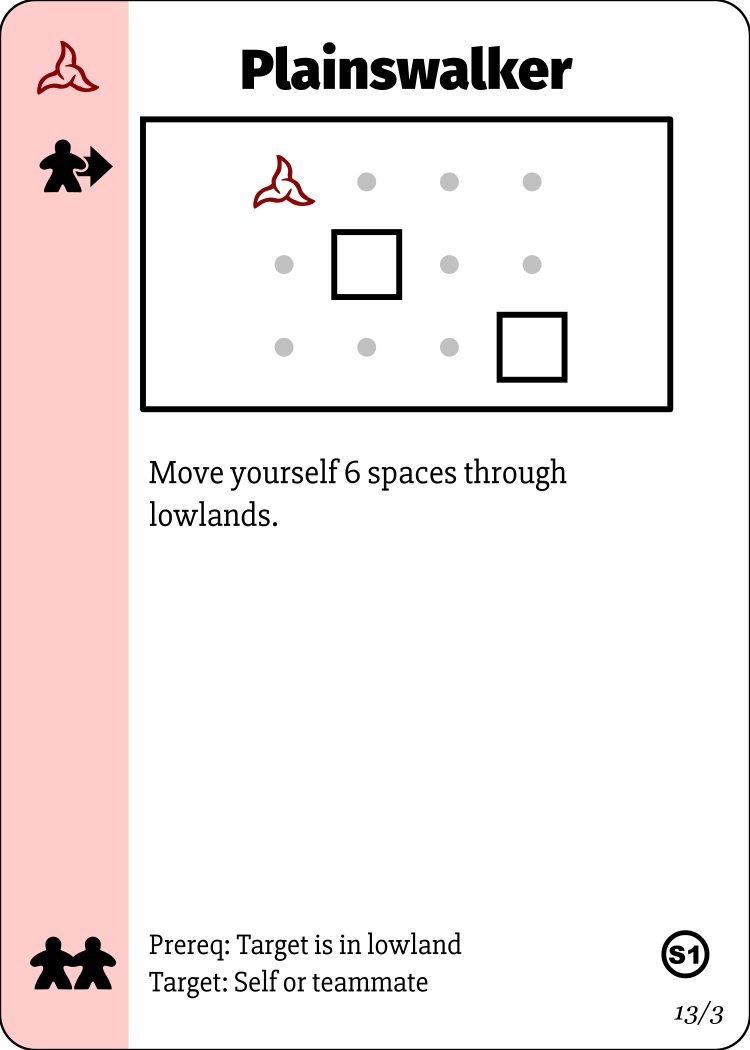 Plainswalker
Move yourself 6 spaces through
lowlands.
Prereq: Target is in lowland
Target: Self or teammate
S1
13/3